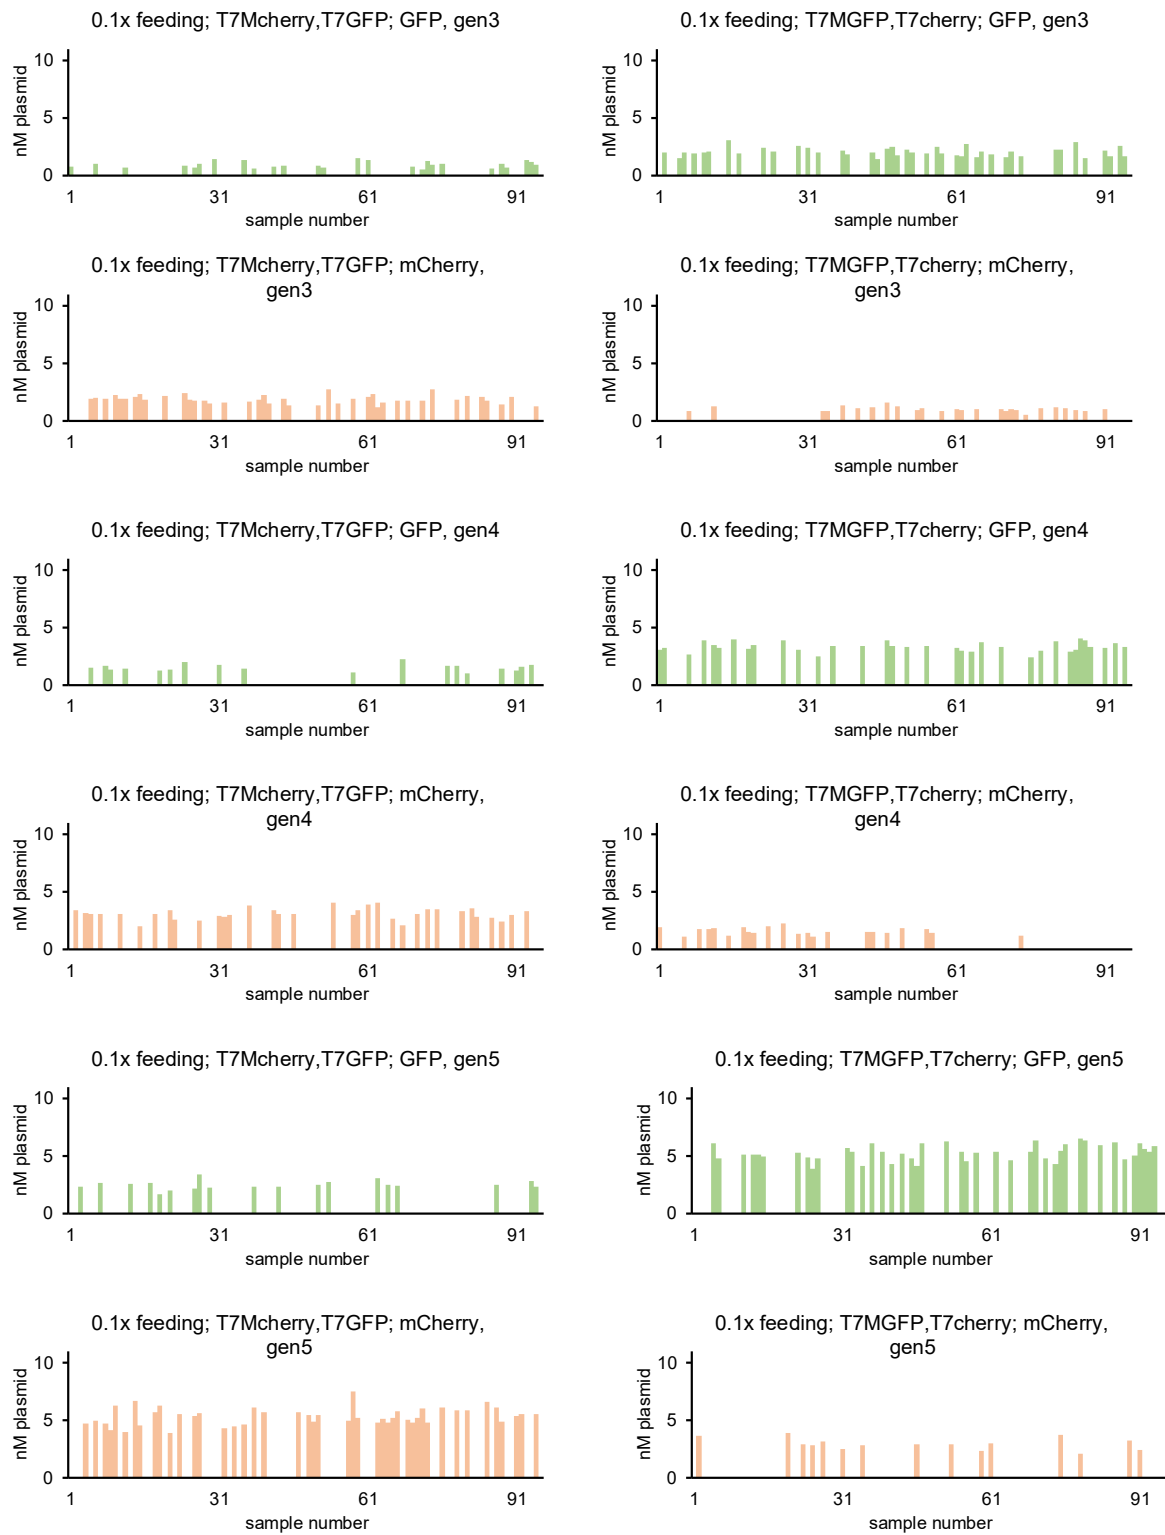 0.1x feeding; T7Mcherry,T7GFP; GFP, gen3
nM plasmid
10
5
0
1 31 61 91
sample number
0.1x feeding; T7MGFP,T7cherry; GFP, gen3
nM plasmid
10
5
0
1 31 61 91
sample number
0.1x feeding; T7Mcherry,T7GFP; mCherry,
gen3
nM plasmid
10
5
0
1 31 61 91
sample number
0.1x feeding; T7MGFP,T7cherry; mCherry,
gen3
nM plasmid
10
5
0
1 31 61 91
sample number
0.1x feeding; T7Mcherry,T7GFP; GFP, gen4
nM plasmid
10
5
0
1 31 61 91
sample number
0.1x feeding; T7MGFP,T7cherry; GFP, gen4
nM plasmid
10
5
0
1 31 61 91
sample number
0.1x feeding; T7Mcherry,T7GFP; mCherry,
gen4
nM plasmid
10
5
0
1 31 61 91
sample number
0.1x feeding; T7MGFP,T7cherry; mCherry,
gen4
nM plasmid
10
5
0
1 31 61 91
sample number
0.1x feeding; T7Mcherry,T7GFP; GFP, gen5
nM plasmid
10
5
0
1 31 61 91
sample number
0.1x feeding; T7MGFP,T7cherry; GFP, gen5
nM plasmid
10
5
0
1 31 61 91
sample number
0.1x feeding; T7Mcherry,T7GFP; mCherry,
gen5
nM plasmid
10
5
0
1 31 61 91
sample number
0.1x feeding; T7MGFP,T7cherry; mCherry,
gen5
nM plasmid
10
5
0
1 31 61 91
sample number